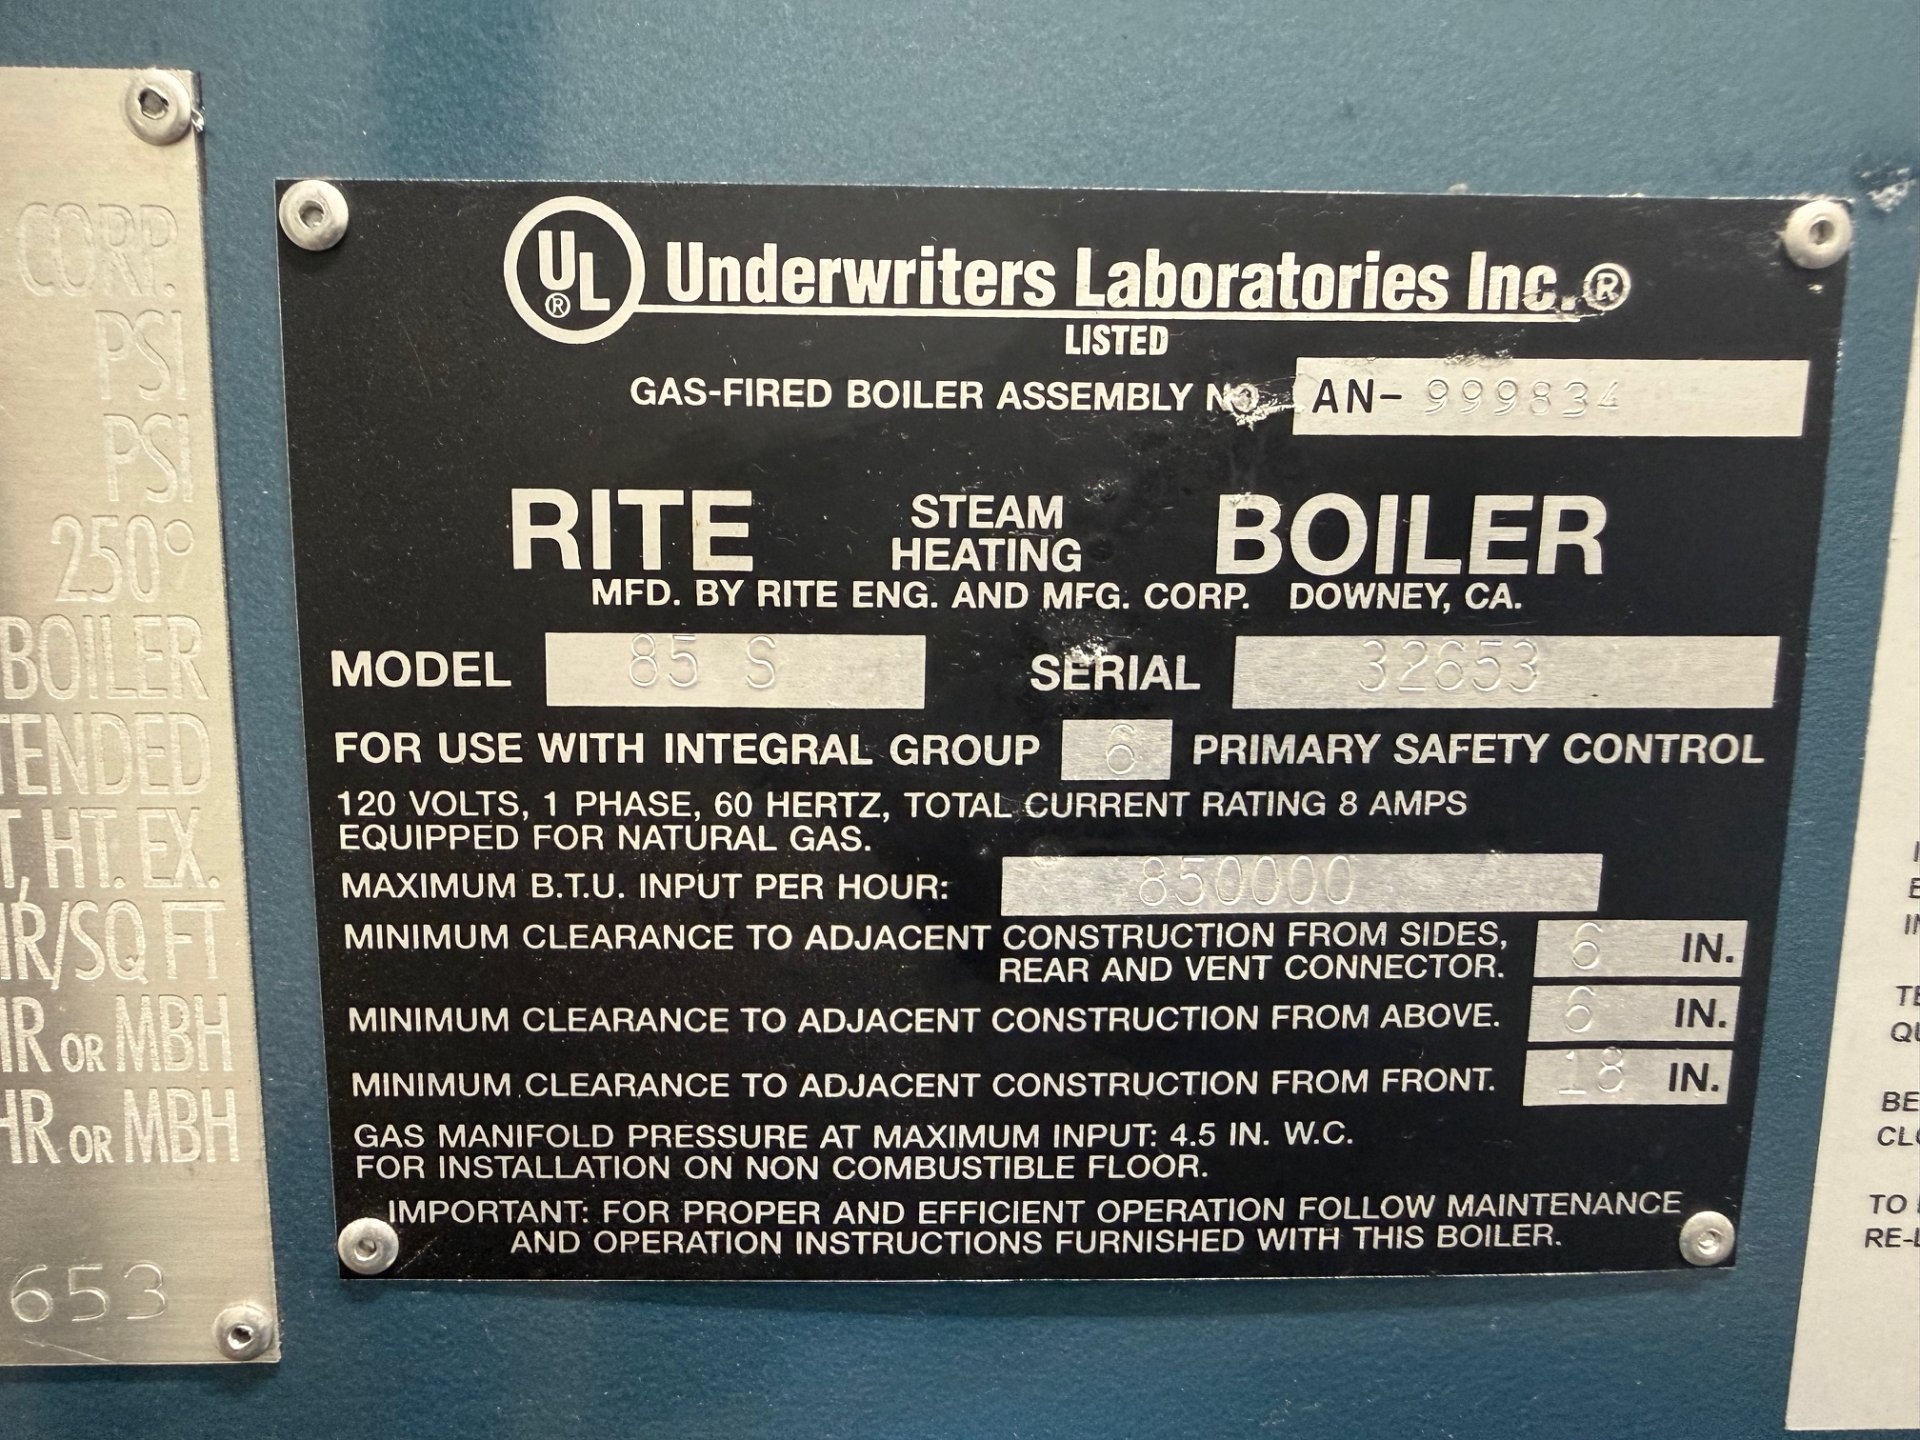 CORP.
PSI
PSI
250°
BOILER
TENDED
T, HT. EX.
HR/SQ FT
HR OR MBH
HR OR MBH
653
UL
®
Underwriters Laboratories Inc.®
LISTED
GAS-FIRED BOILER ASSEMBLY NO AN- 999834
RITE STEAM HEATING BOILER
MFD. BY RITE ENG. AND MFG. CORP. DOWNEY, CA.
MODEL 85 S SERIAL 32653
FOR USE WITH INTEGRAL GROUP 6 PRIMARY SAFETY CONTROL
120 VOLTS, 1 PHASE, 60 HERTZ, TOTAL CURRENT RATING 8 AMPS
EQUIPPED FOR NATURAL GAS.
MAXIMUM B.T.U. INPUT PER HOUR: 850000
MINIMUM CLEARANCE TO ADJACENT CONSTRUCTION FROM SIDES,
REAR AND VENT CONNECTOR. 6 IN.
MINIMUM CLEARANCE TO ADJACENT CONSTRUCTION FROM ABOVE. 6 IN.
MINIMUM CLEARANCE TO ADJACENT CONSTRUCTION FROM FRONT. 18 IN.
GAS MANIFOLD PRESSURE AT MAXIMUM INPUT: 4.5 IN. W.C.
FOR INSTALLATION ON NON COMBUSTIBLE FLOOR.
IMPORTANT: FOR PROPER AND EFFICIENT OPERATION FOLLOW MAINTENANCE
AND OPERATION INSTRUCTIONS FURNISHED WITH THIS BOILER.
TO